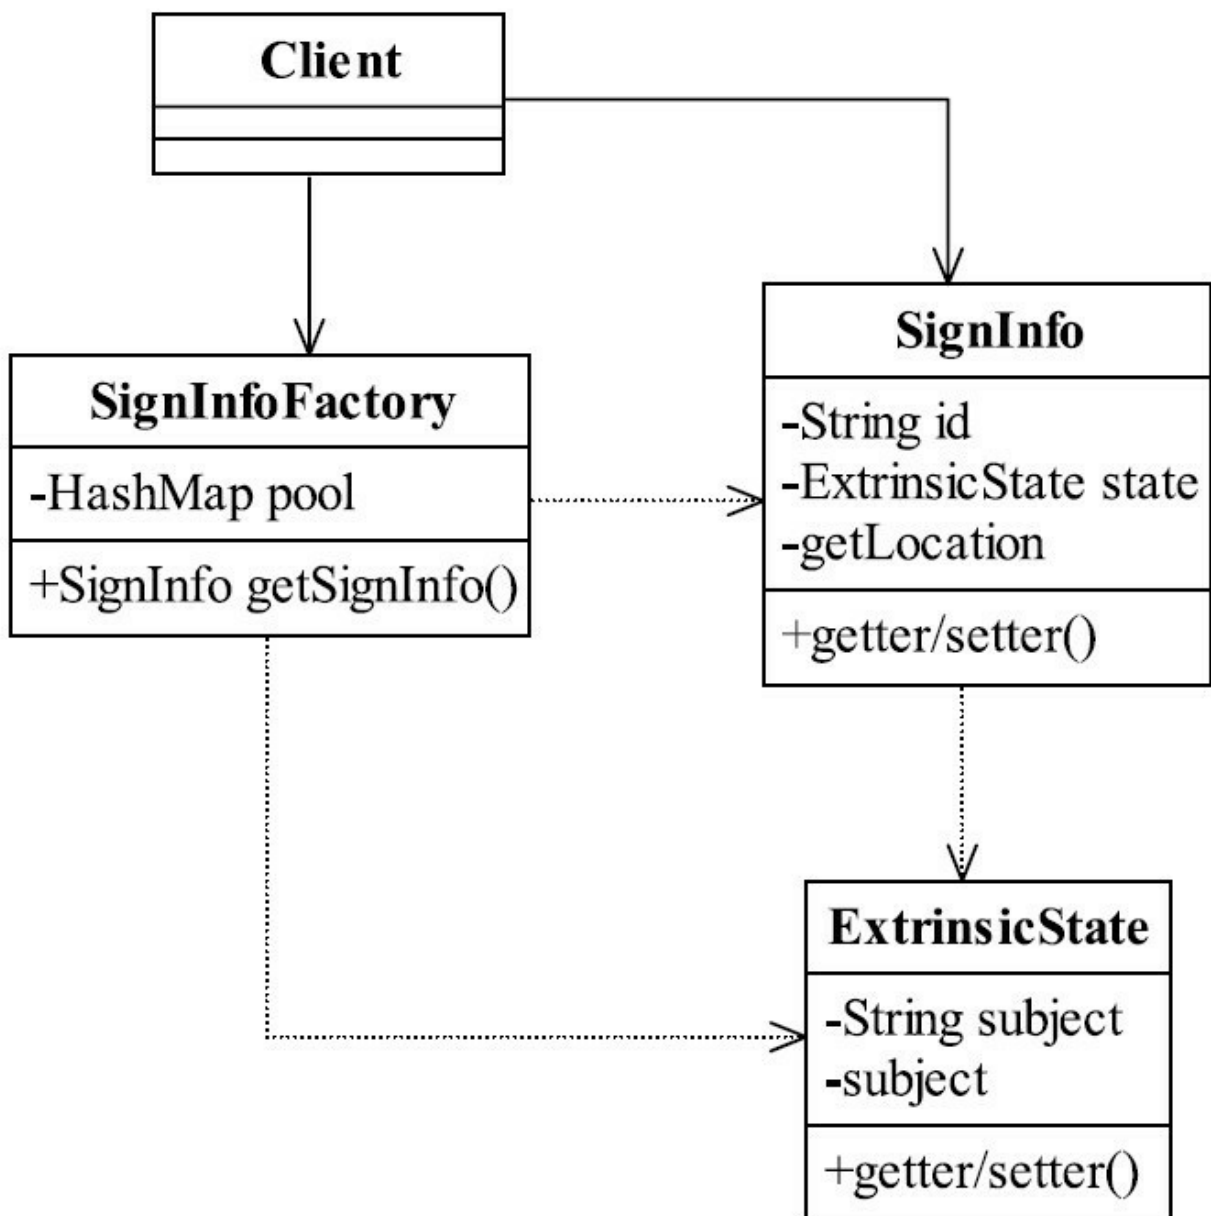 Client
SignInfoFactory
-HashMap pool
+SignInfo getSignInfo()
SignInfo
-String id
-ExtrinsicState state
-getLocation
+getter/setter()
ExtrinsicState
-String subject
-subject
+getter/setter()